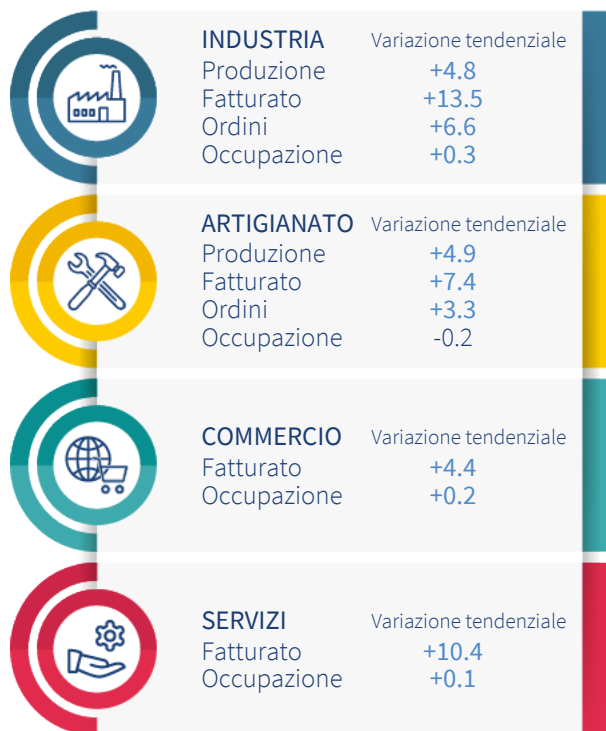 INDUSTRIA Variazione tendenziale
Produzione +4.8
Fatturato +13.5
Ordini +6.6
Occupazione +0.3
ARTIGIANATO Variazione tendenziale
Produzione +4.9
Fatturato +7.4
Ordini +3.3
Occupazione -0.2
COMMERCIO Variazione tendenziale
Fatturato +4.4
Occupazione +0.2
SERVIZI Variazione tendenziale
Fatturato +10.4
Occupazione +0.1